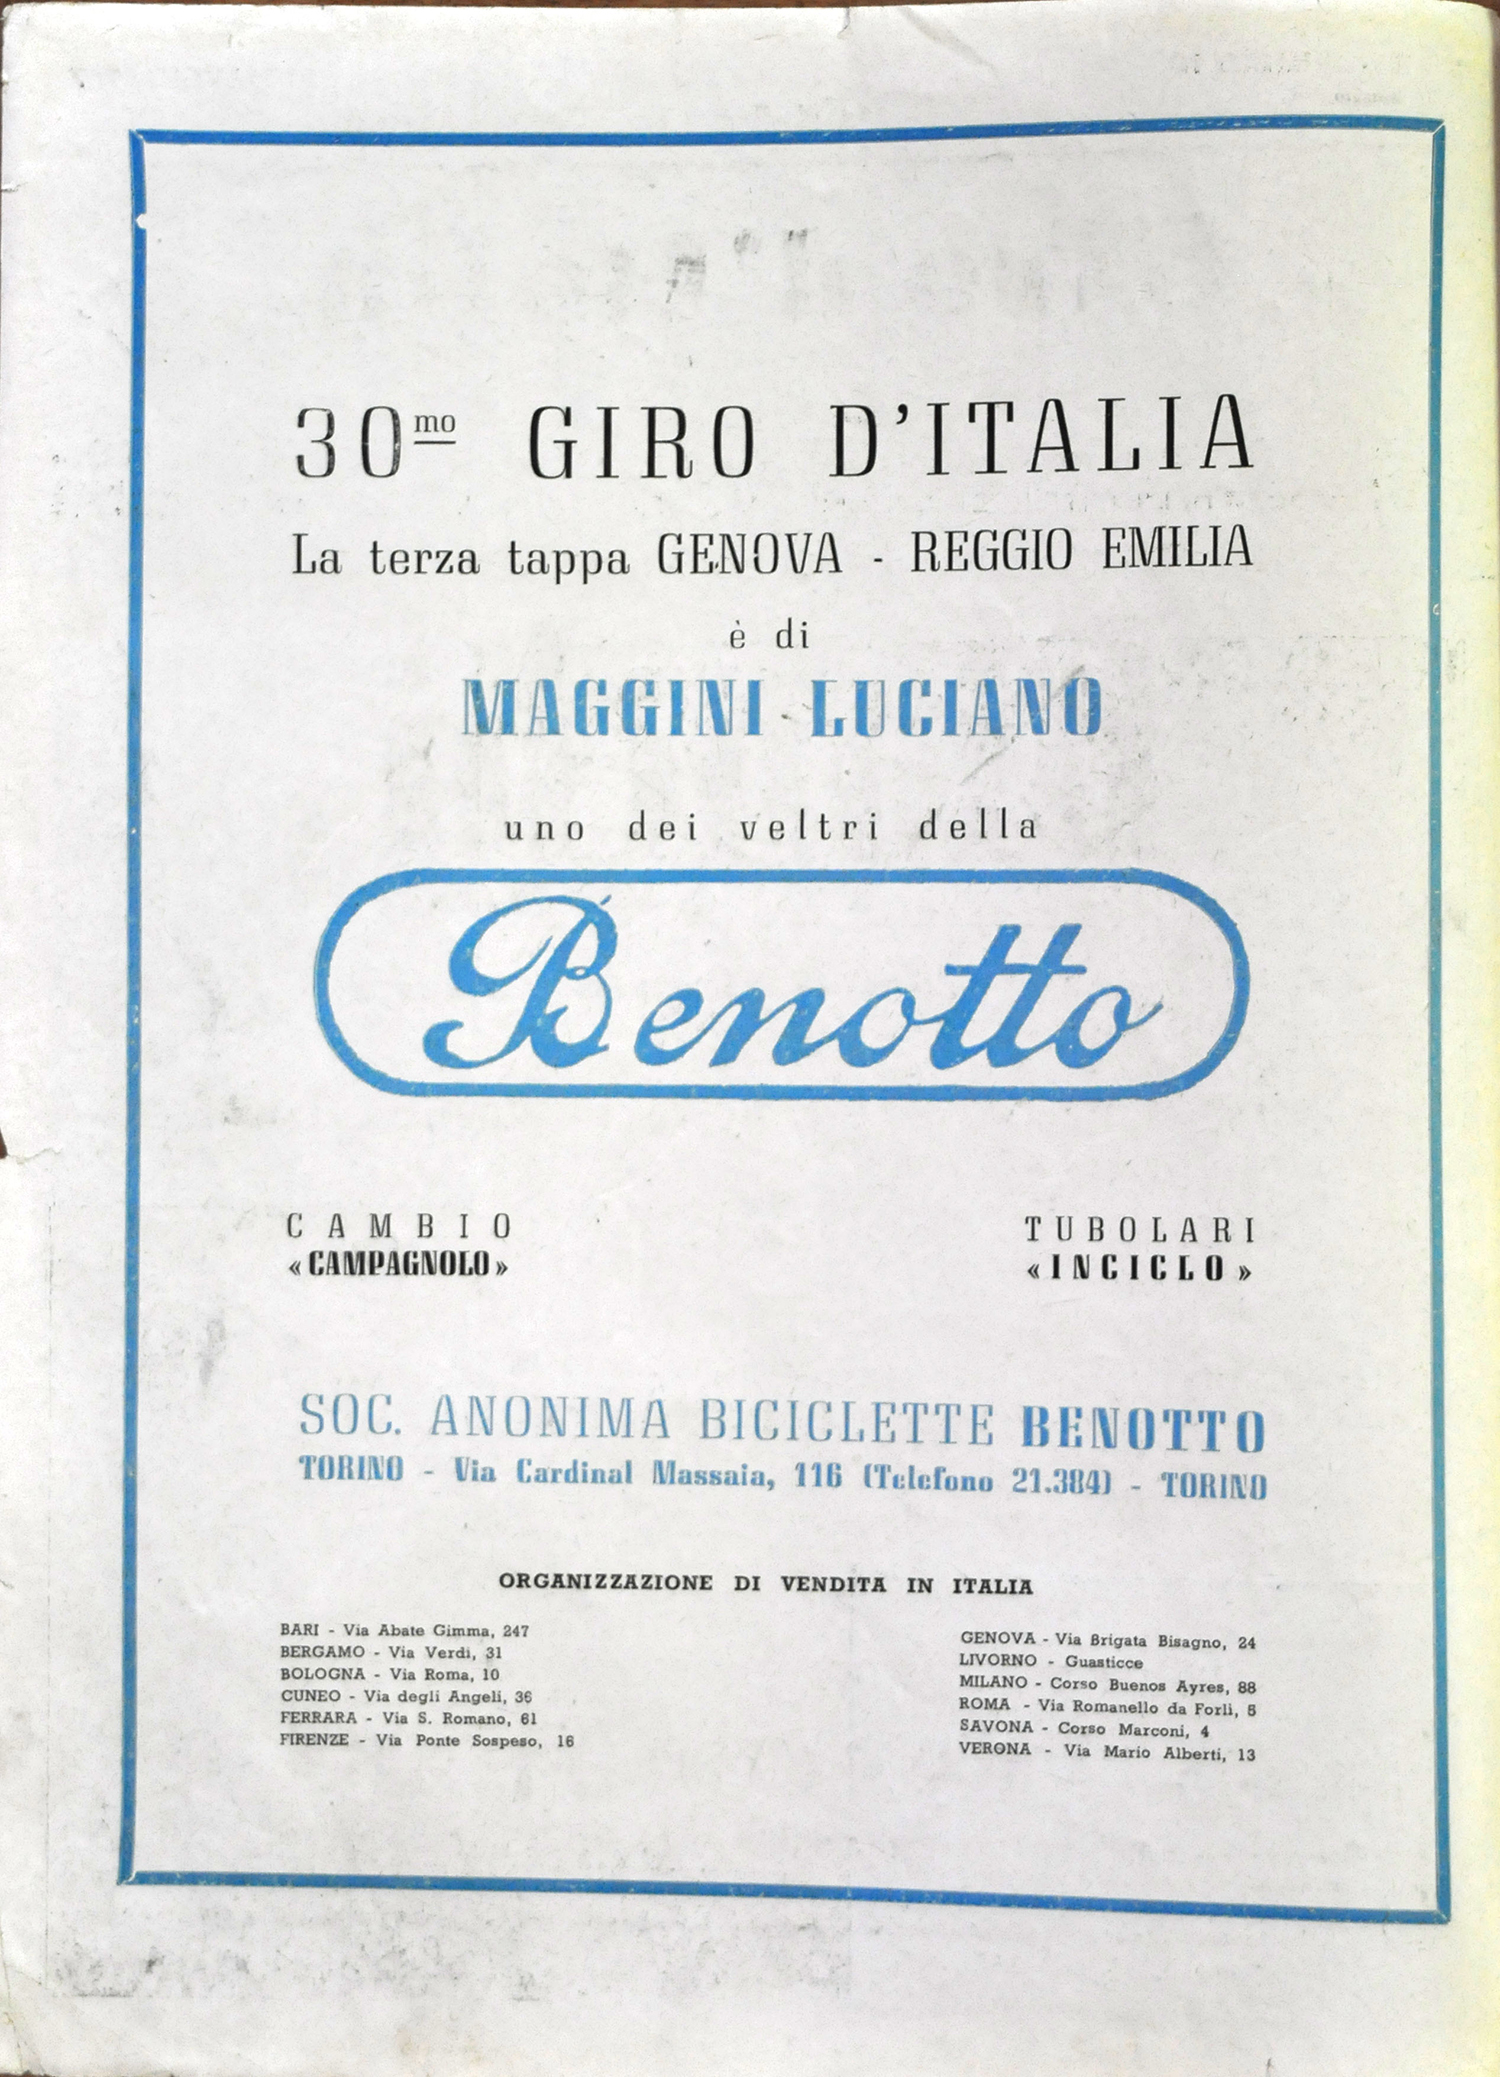 30mo GIRO D'ITALIA
La terza tappa GENOVA - REGGIO EMILIA
è di
MAGGINI LUCIANO
uno dei veltri della
Benotto
CAMBIO
«CAMPAGNOLO»
TUBOLARI
«INCICLO»
SOC. ANONIMA BICICLETTE BENOTTO
TORINO - Via Cardinal Massaia, 116 (Telefono 21.384) - TORINO
ORGANIZZAZIONE DI VENDITA IN ITALIA
BARI - Via Abate Gimma, 247
BERGAMO - Via Verdi, 31
BOLOGNA - Via Roma, 10
CUNEO - Via degli Angeli, 36
FERRARA - Via S. Romano, 61
FIRENZE - Via Ponte Sospeso, 16
GENOVA - Via Brigata Bisagno, 24
LIVORNO - Guasticce
MILANO - Corso Buenos Ayres, 88
ROMA - Via Romanello da Forlì,
SAVONA - Corso Marconi, 4
VERONA - Via Mario Alberti, 13